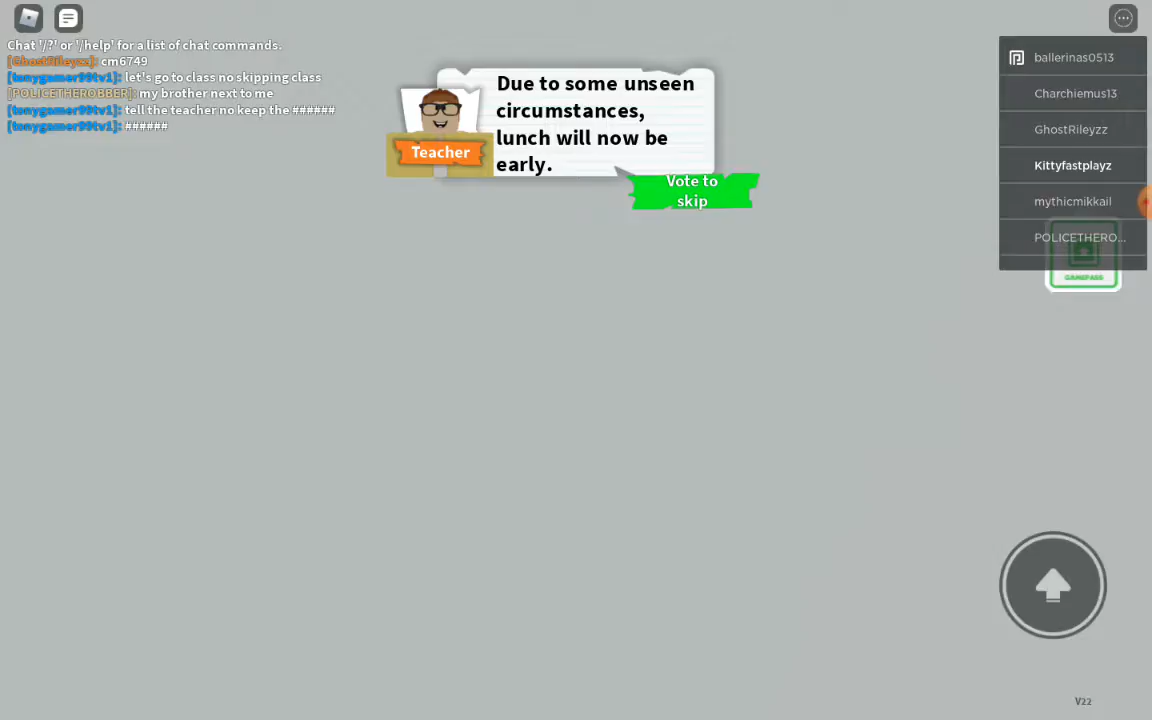 Chat '/?' or '/help' for a list of chat commands.
[GhostRileyzz]: cm6749
[tonygamer99tv1]: let's go to class no skipping class
[POLICETHEROBBER]: my brother next to me
[tonygamer99tv1]: tell the teacher no keep the ######
[tonygamer99tv1]: ######
Due to some unseen
circumstances,
lunch will now be
early.
Teacher
Vote to
skip
ballerinas0513
Charchiemus13
GhostRileyzz
Kittyfastplayz
mythicmikkail
POLICETHERO...
GAMEPASS
V22